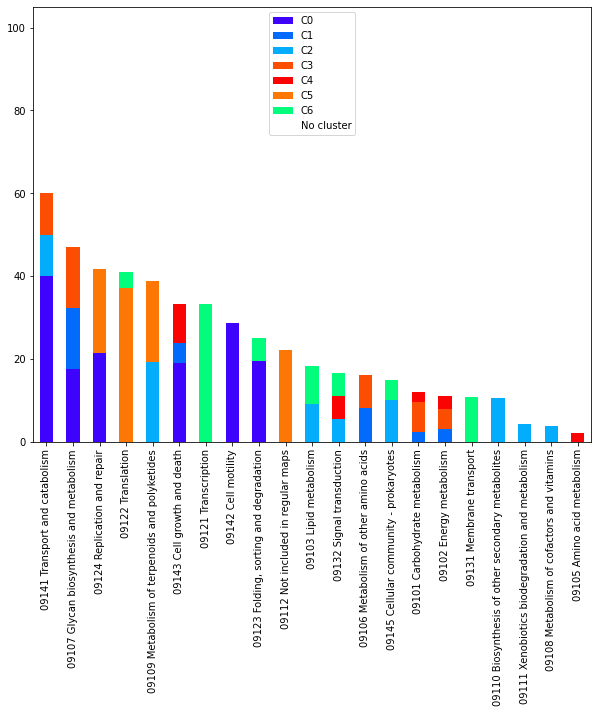 100
80
60
40
20
0
C0
C1
C2
C3
C4
C5
C6
No cluster
09141 Transport and catabolism
09107 Glycan biosynthesis and metabolism
09124 Replication and repair
09122 Translation
09109 Metabolism of terpenoids and polyketides
09143 Cell growth and death
09121 Transcription
09142 Cell motility
09123 Folding, sorting and degradation
09112 Not included in regular maps
09103 Lipid metabolism
09132 Signal transduction
09106 Metabolism of other amino acids
09145 Cellular community - prokaryotes
09101 Carbohydrate metabolism
09102 Energy metabolism
09131 Membrane transport
09110 Biosynthesis of other secondary metabolites
09111 Xenobiotics biodegradation and metabolism
09108 Metabolism of cofactors and vitamins
09105 Amino acid metabolism